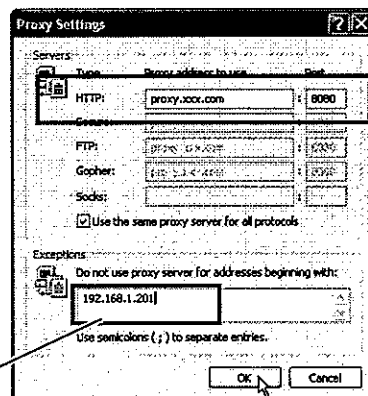 Proxy Settings
Servers
Type Proxy address to use Port
HTTP: proxy.xxx.com : 8080
Secure:
FTP:
Gopher:
Socks: :
Use the same proxy server for all protocols
Exceptions
Do not use proxy server for addresses beginning with:
192.168.1.201
Use semicolons ( ; ) to separate entries.
OK Cancel